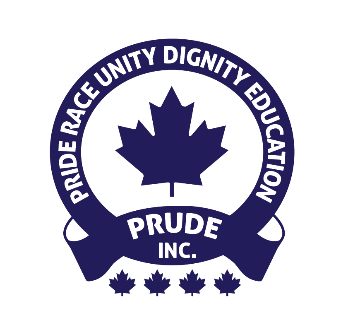 PRIDE RACE UNITY DIGNITY EDUCATION
PRUDE
INC.